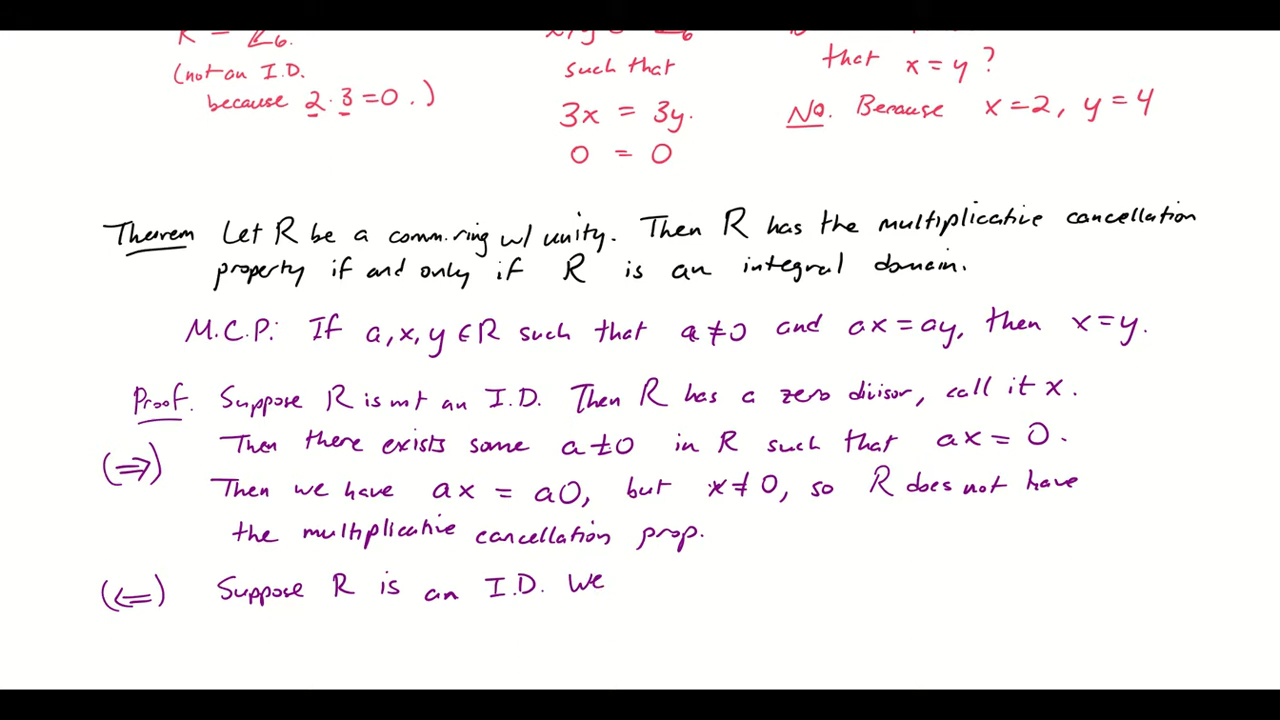 R = ℤ6.
(not an I.D.
because 2·3=0.)
such that
3x = 3y.
0 = 0
that x=y?
No. Because x=2, y=4
Theorem Let R be a comm. ring w/ unity. Then R has the multiplicative cancellation
property if and only if R is an integral domain.
M.C.P: If a,x,y∈R such that a≠0 and ax=ay, then x=y.
Proof. Suppose R is not an I.D. Then R has a zero divisor, call it x.
(⇒) Then there exists some a≠0 in R such that ax=0.
Then we have ax = a0, but x≠0, so R does not have
the multiplicative cancellation prop.
(⇐) Suppose R is an I.D. We